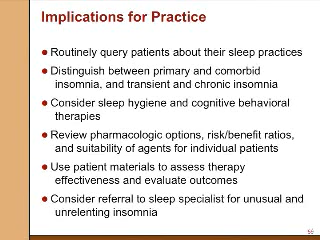 Implications for Practice
● Routinely query patients about their sleep practices
● Distinguish between primary and comorbid
insomnia, and transient and chronic insomnia
● Consider sleep hygiene and cognitive behavioral
therapies
● Review pharmacologic options, risk/benefit ratios,
and suitability of agents for individual patients
● Use patient materials to assess therapy
effectiveness and evaluate outcomes
● Consider referral to sleep specialist for unusual and
unrelenting insomnia